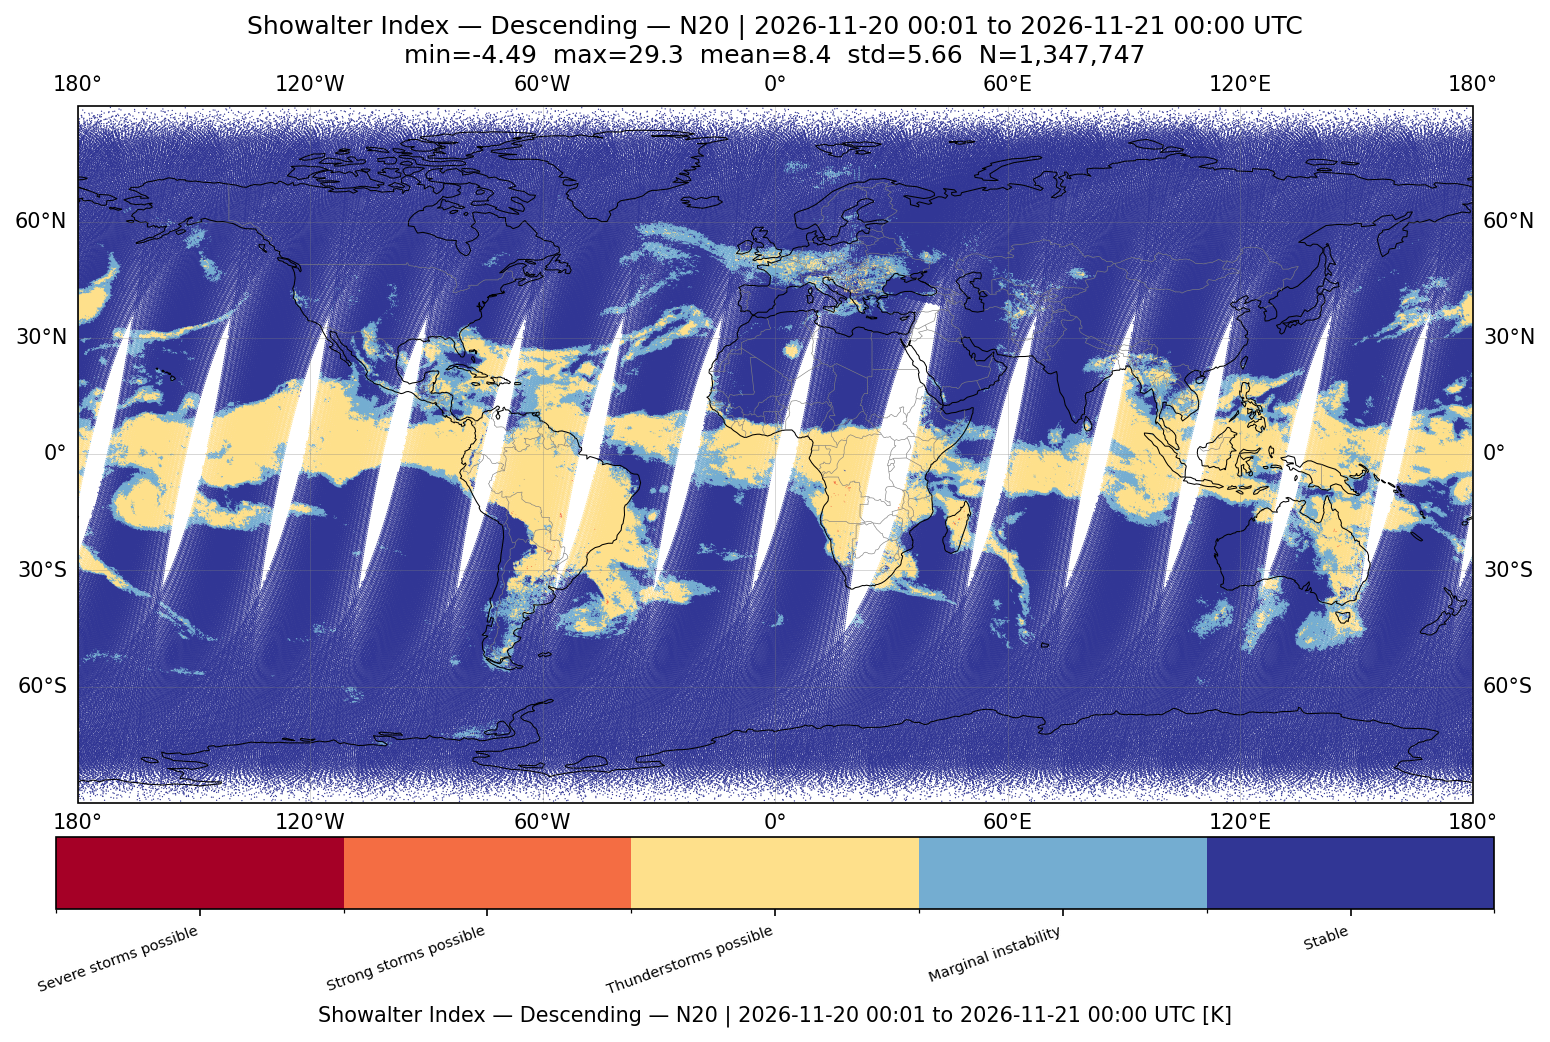 Showalter Index — Descending — N20 | 2026-11-20 00:01 to 2026-11-21 00:00 UTC
min=-4.49  max=29.3  mean=8.4  std=5.66  N=1,347,747
180° 120°W 60°W 0° 60°E 120°E 180°
60°N 60°N
30°N 30°N
0° 0°
30°S 30°S
60°S 60°S
180° 120°W 60°W 0° 60°E 120°E 180°
Severe storms possible
Strong storms possible
Thunderstorms possible
Marginal instability
Stable
Showalter Index — Descending — N20 | 2026-11-20 00:01 to 2026-11-21 00:00 UTC [K]